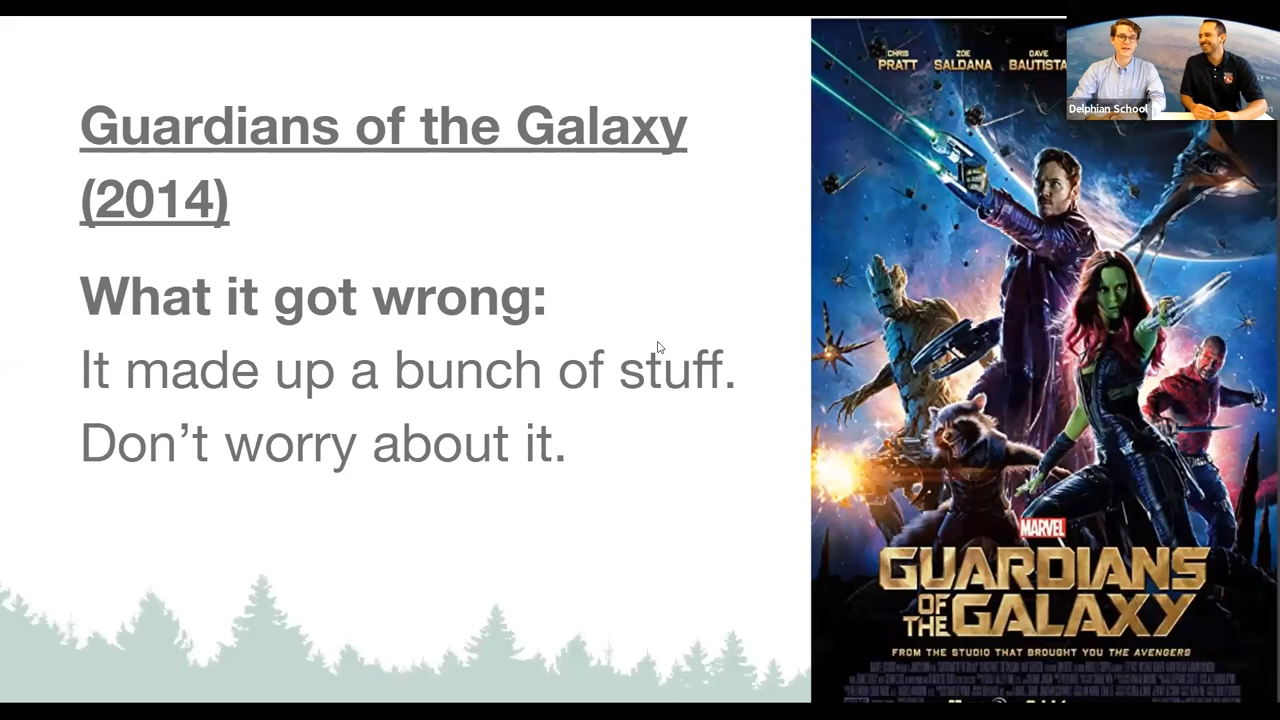 Guardians of the Galaxy
(2014)
What it got wrong:
It made up a bunch of stuff.
Don’t worry about it.
CHRIS PRATT ZOE SALDANA DAVE BAUTISTA
Delphian School
MARVEL
GUARDIANS
OF THE GALAXY
FROM THE STUDIO THAT BROUGHT YOU THE AVENGERS